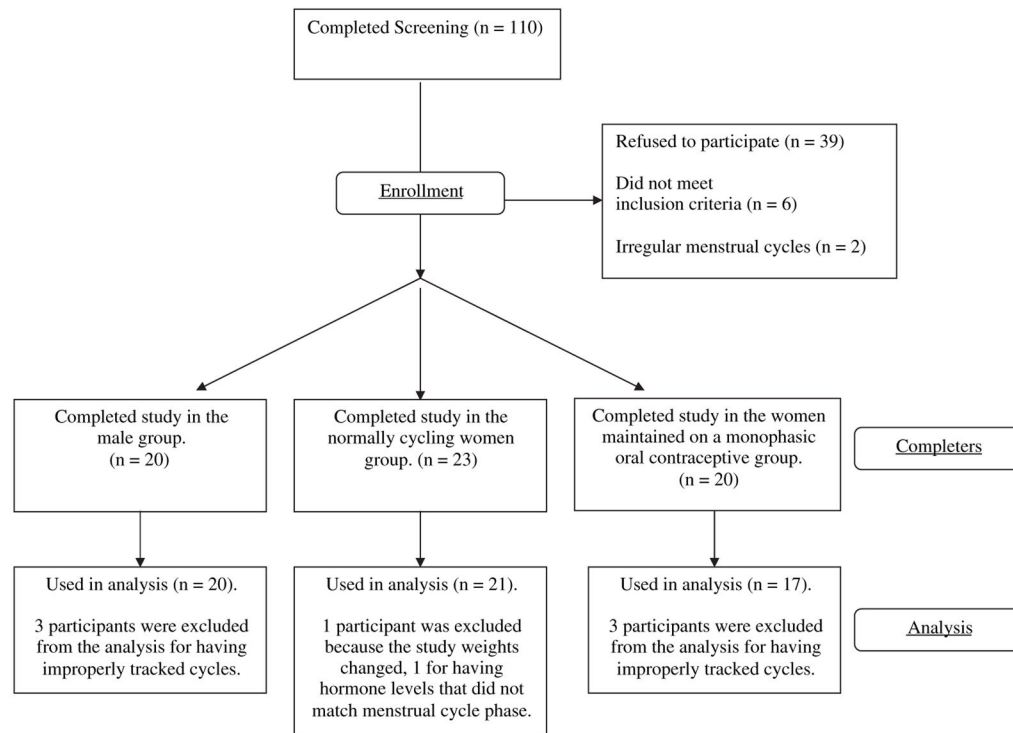 Completed Screening (n = 110)
Refused to participate (n = 39)
Did not meet
inclusion criteria (n = 6)
Irregular menstrual cycles (n = 2)
Enrollment
Completed study in the
male group.
(n = 20)
Completed study in the
normally cycling women
group. (n = 23)
Completed study in the women
maintained on a monophasic
oral contraceptive group.
(n = 20)
Completers
Used in analysis (n = 20).
3 participants were excluded
from the analysis for having
improperly tracked cycles.
Used in analysis (n = 21).
1 participant was excluded
because the study weights
changed, 1 for having
hormone levels that did not
match menstrual cycle phase.
Used in analysis (n = 17).
3 participants were excluded
from the analysis for having
improperly tracked cycles.
Analysis